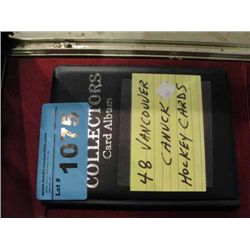 COLLECTORS
Card Album
Lot # 1075
48 VANCOUVER
CANUCK
HOCKEY CARDS